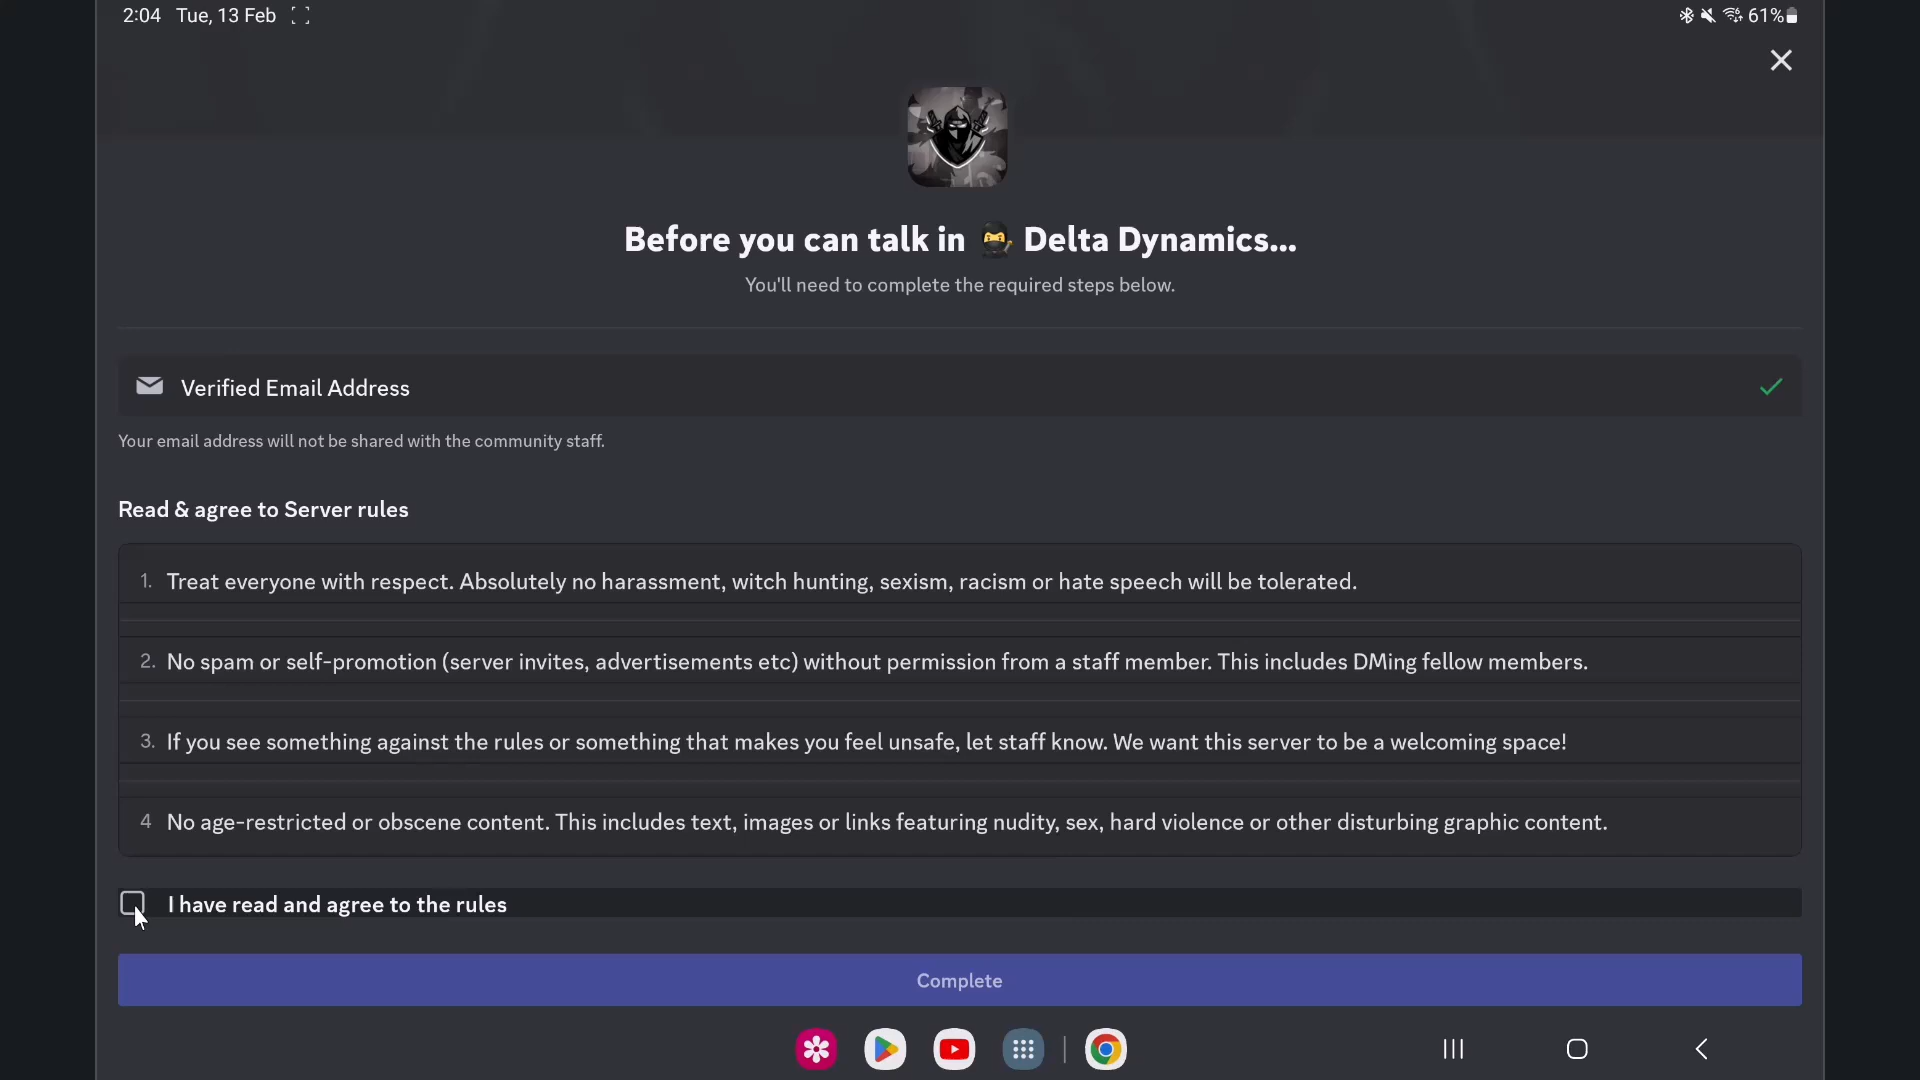 2:04 Tue, 13 Feb 61%
Before you can talk in 🥷 Delta Dynamics...
You'll need to complete the required steps below.
Verified Email Address
Your email address will not be shared with the community staff.
Read & agree to Server rules
1. Treat everyone with respect. Absolutely no harassment, witch hunting, sexism, racism or hate speech will be tolerated.
2. No spam or self-promotion (server invites, advertisements etc) without permission from a staff member. This includes DMing fellow members.
3. If you see something against the rules or something that makes you feel unsafe, let staff know. We want this server to be a welcoming space!
4 No age-restricted or obscene content. This includes text, images or links featuring nudity, sex, hard violence or other disturbing graphic content.
I have read and agree to the rules
Complete